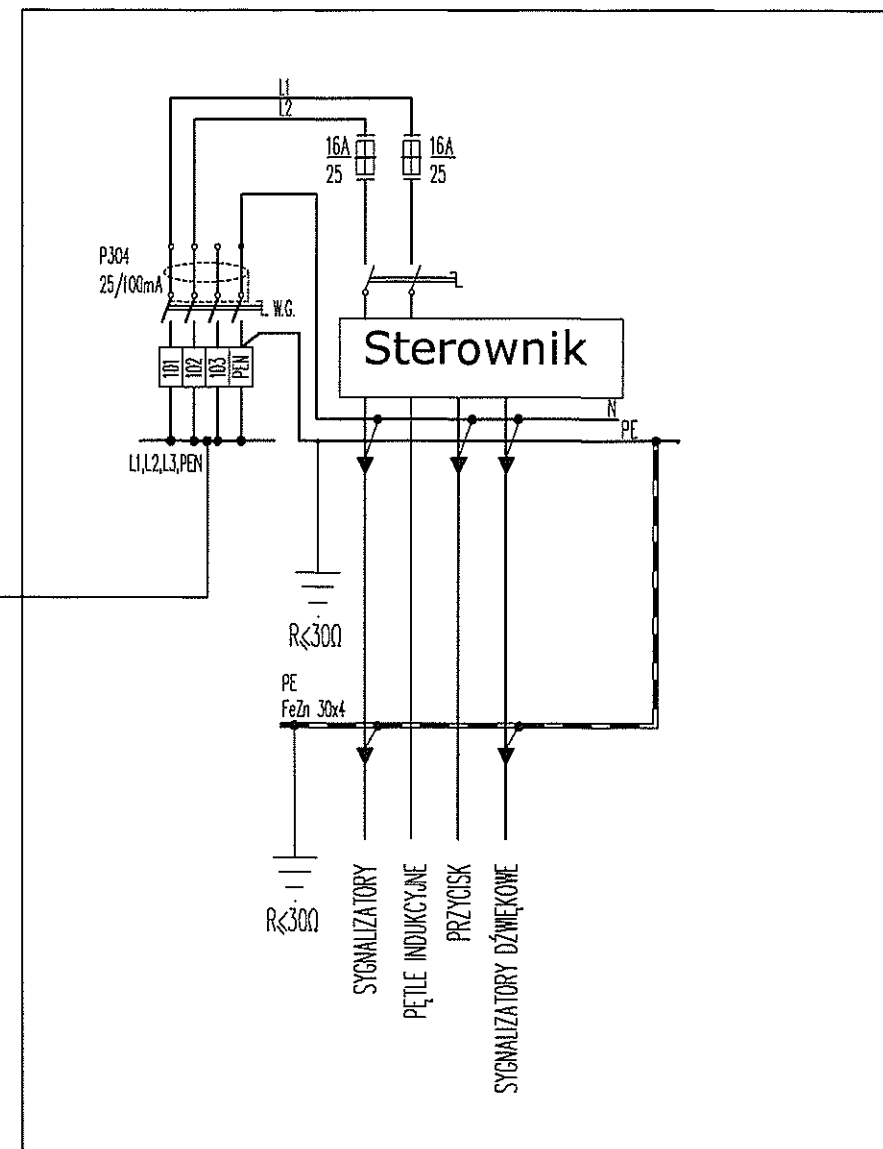 L1
L2
16A
25
16A
25
P304
25/100mA
W.G.
101
102
103
PEN
Sterownik
N
PE
L1,L2,L3,PEN
R⩽30Ω
PE
FeZn 30x4
R⩽30Ω
SYGNALIZATORY
PĘTLE INDUKCYJNE
PRZYCISK
SYGNALIZATORY DŹWIĘKOWE